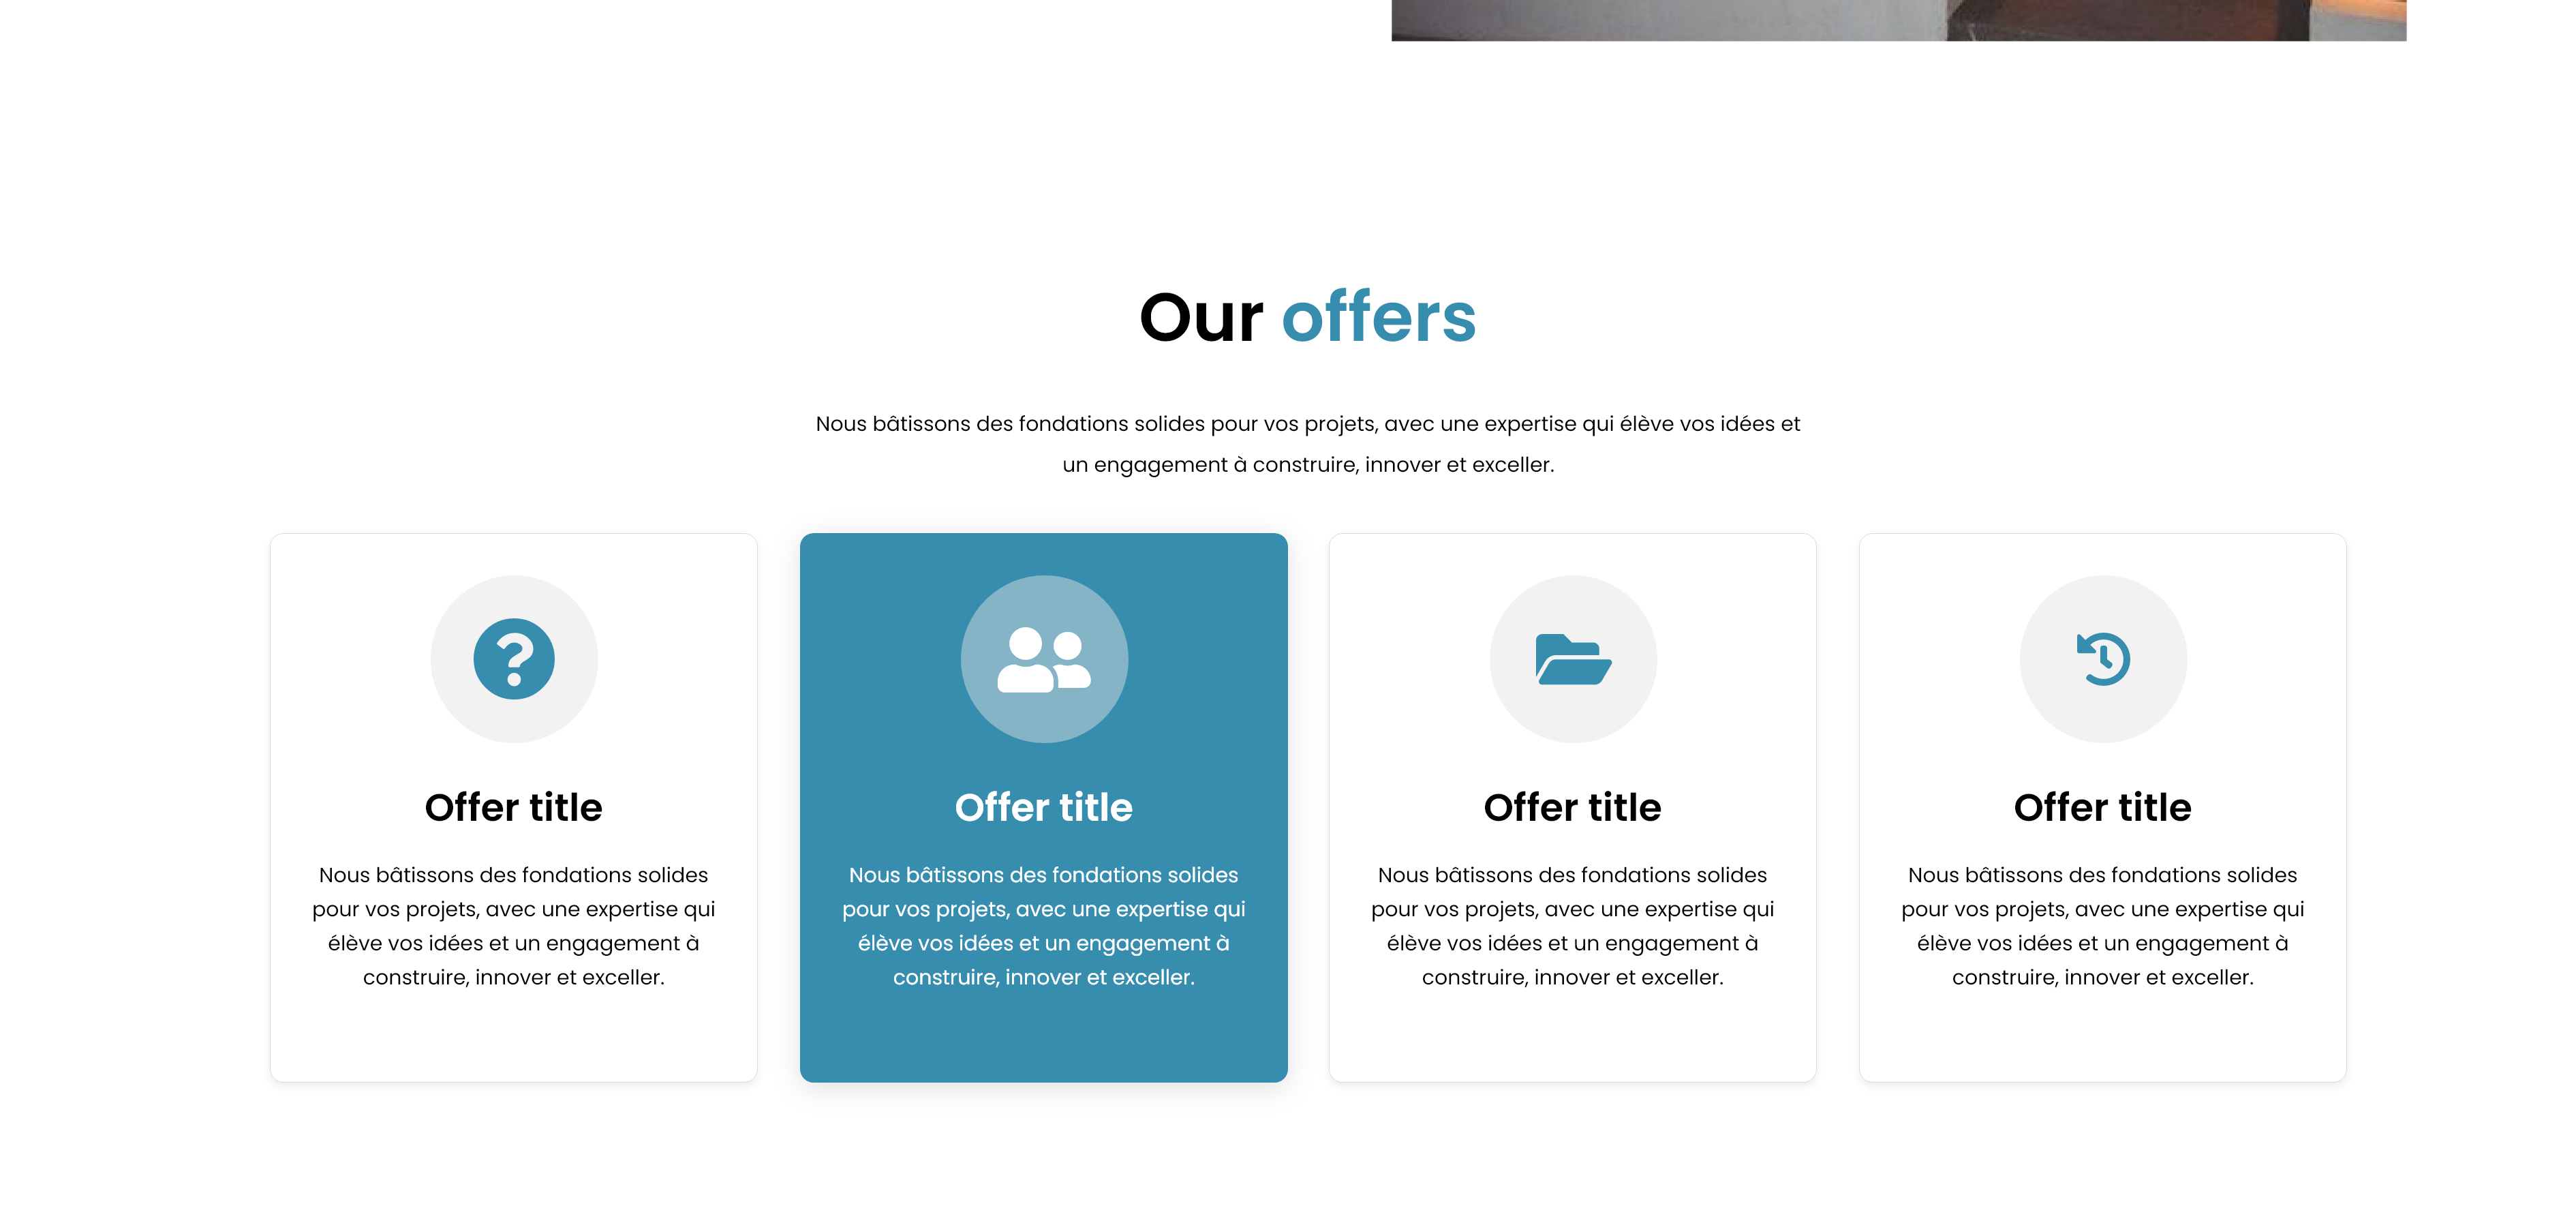 Our offers
Nous bâtissons des fondations solides pour vos projets, avec une expertise qui élève vos idées et
un engagement à construire, innover et exceller.
Offer title
Nous bâtissons des fondations solides
pour vos projets, avec une expertise qui
élève vos idées et un engagement à
construire, innover et exceller.
Offer title
Nous bâtissons des fondations solides
pour vos projets, avec une expertise qui
élève vos idées et un engagement à
construire, innover et exceller.
Offer title
Nous bâtissons des fondations solides
pour vos projets, avec une expertise qui
élève vos idées et un engagement à
construire, innover et exceller.
Offer title
Nous bâtissons des fondations solides
pour vos projets, avec une expertise qui
élève vos idées et un engagement à
construire, innover et exceller.